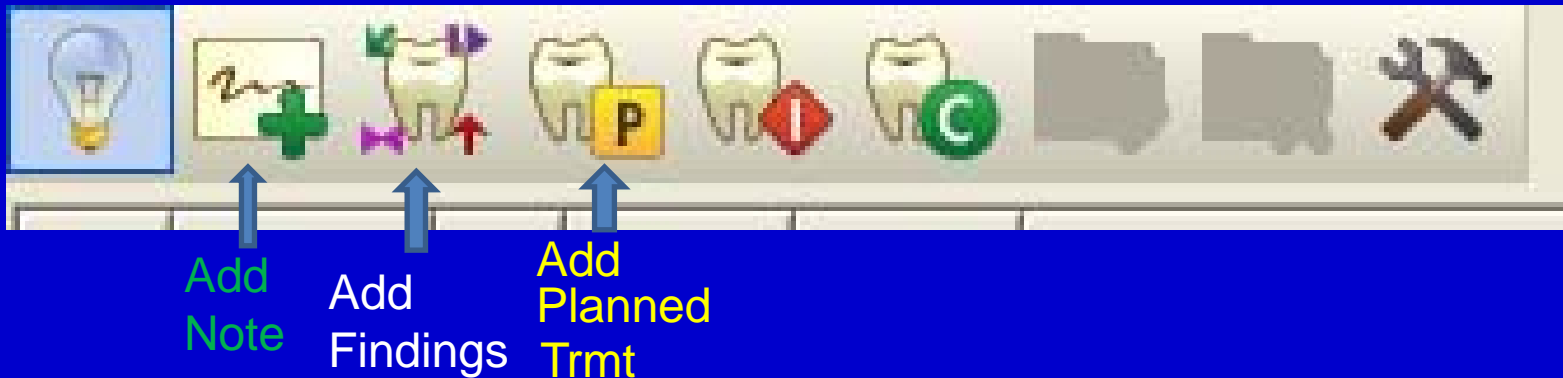 P
I
C
Add
Note
Add
Findings
Add
Planned
Trmt